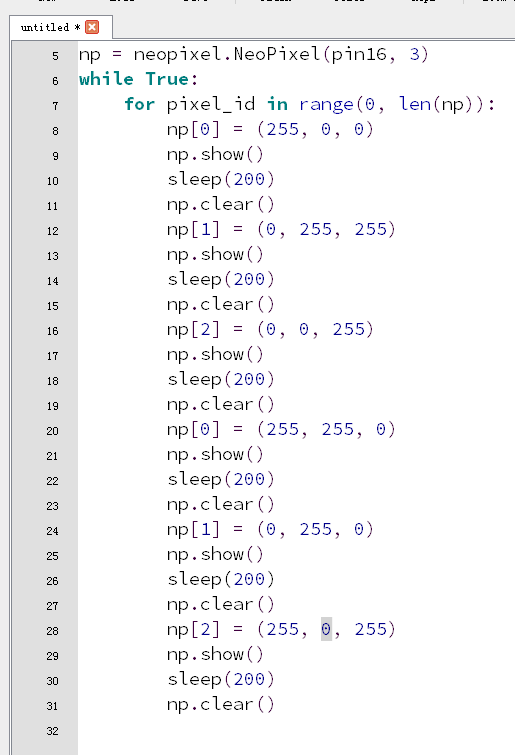 untitled *
5 np = neopixel.NeoPixel(pin16, 3)
6 while True:
7     for pixel_id in range(0, len(np)):
8         np[0] = (255, 0, 0)
9         np.show()
10         sleep(200)
11         np.clear()
12         np[1] = (0, 255, 255)
13         np.show()
14         sleep(200)
15         np.clear()
16         np[2] = (0, 0, 255)
17         np.show()
18         sleep(200)
19         np.clear()
20         np[0] = (255, 255, 0)
21         np.show()
22         sleep(200)
23         np.clear()
24         np[1] = (0, 255, 0)
25         np.show()
26         sleep(200)
27         np.clear()
28         np[2] = (255, 0, 255)
29         np.show()
30         sleep(200)
31         np.clear()
32